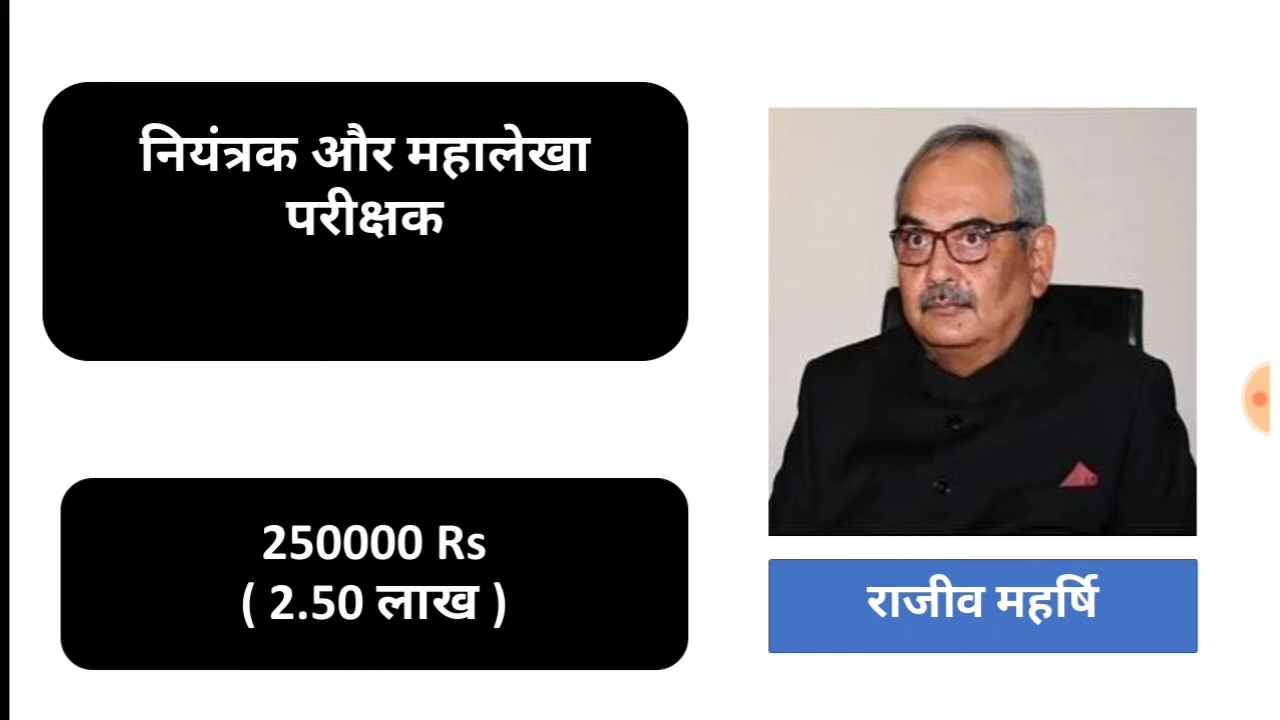 नियंत्रक और महालेखा
परीक्षक
250000 Rs
( 2.50 लाख )
राजीव महर्षि